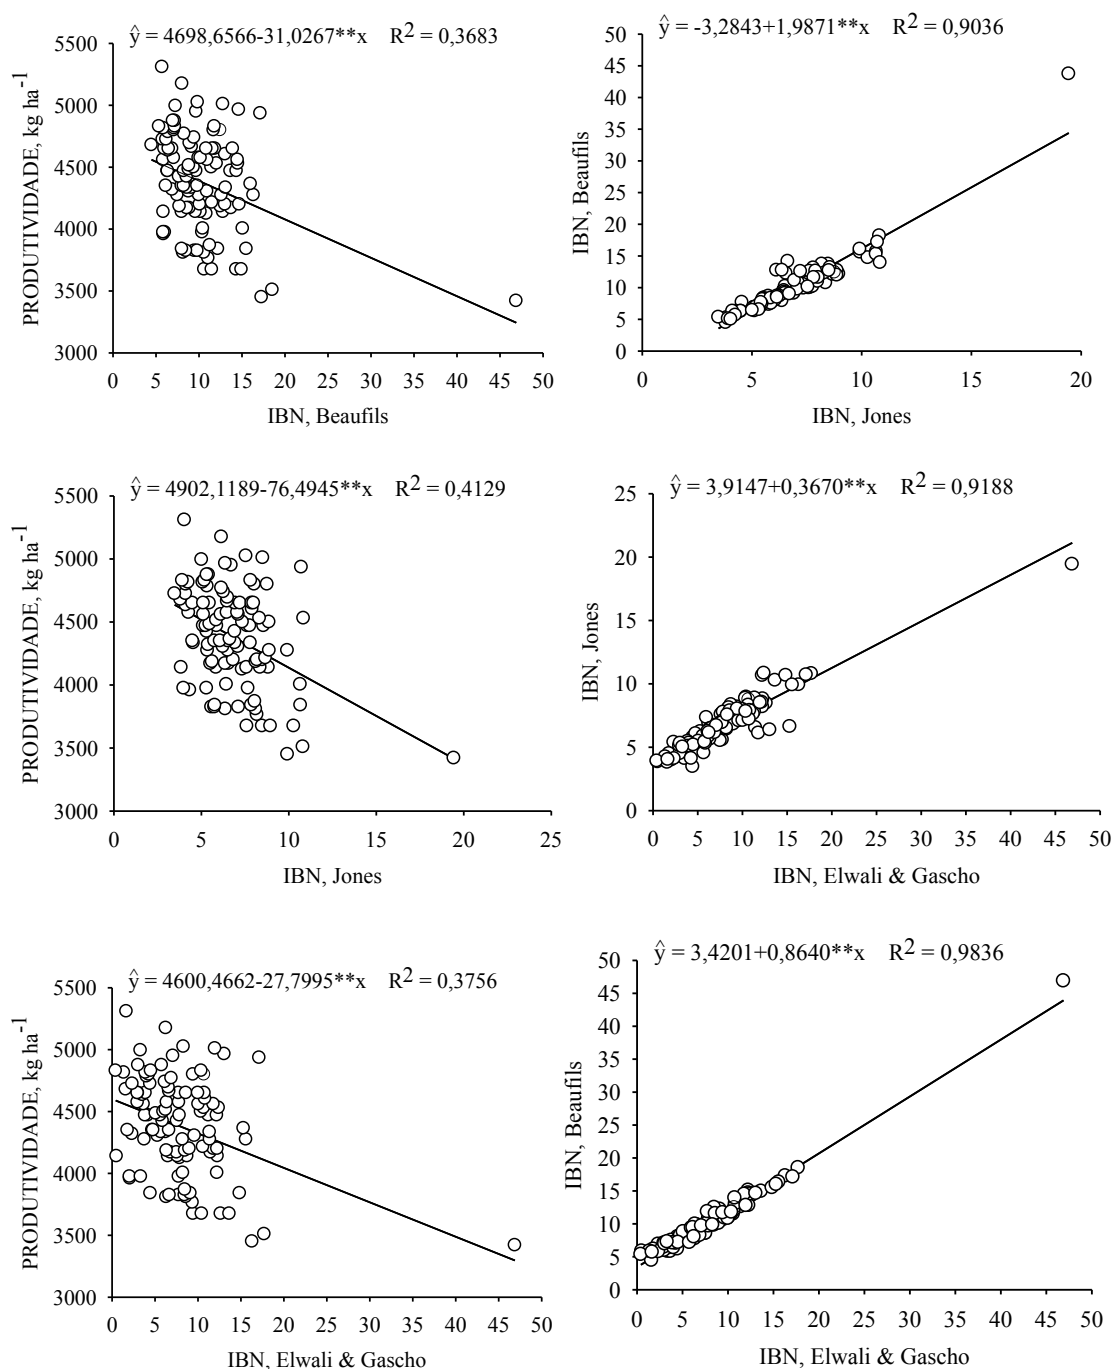 ŷ = 4698,6566-31,0267**x R² = 0,3683
5500
5000
4500
4000
3500
3000
PRODUTIVIDADE, kg ha⁻¹
0 5 10 15 20 25 30 35 40 45 50
IBN, Beaufils
ŷ = -3,2843+1,9871**x R² = 0,9036
50
45
40
35
30
25
20
15
10
5
0
IBN, Beaufils
0 5 10 15 20
IBN, Jones
ŷ = 4902,1189-76,4945**x R² = 0,4129
5500
5000
4500
4000
3500
3000
PRODUTIVIDADE, kg ha⁻¹
0 5 10 15 20 25
IBN, Jones
ŷ = 3,9147+0,3670**x R² = 0,9188
25
20
15
10
5
0
IBN, Jones
0 5 10 15 20 25 30 35 40 45 50
IBN, Elwali & Gascho
ŷ = 4600,4662-27,7995**x R² = 0,3756
5500
5000
4500
4000
3500
3000
PRODUTIVIDADE, kg ha⁻¹
0 5 10 15 20 25 30 35 40 45 50
IBN, Elwali & Gascho
ŷ = 3,4201+0,8640**x R² = 0,9836
50
45
40
35
30
25
20
15
10
5
0
IBN, Beaufils
0 5 10 15 20 25 30 35 40 45 50
IBN, Elwali & Gascho